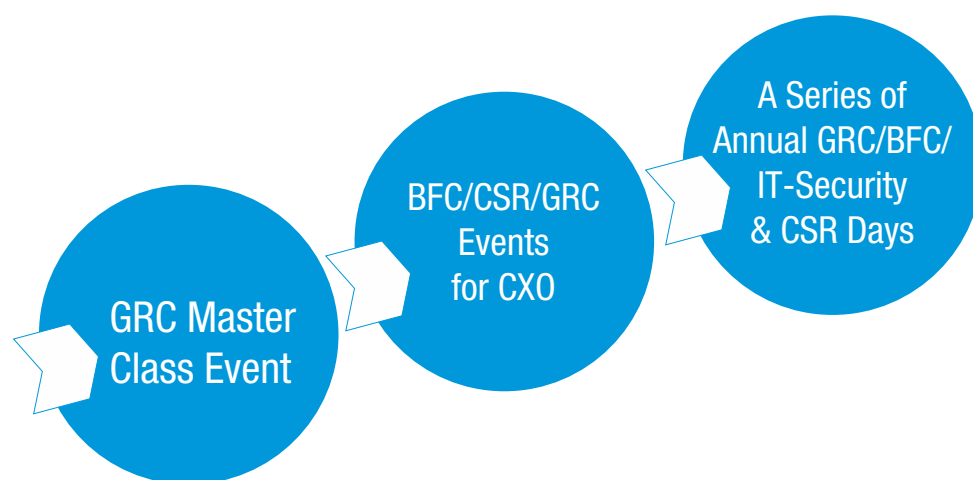 GRC Master
Class Event
BFC/CSR/GRC
Events
for CXO
A Series of
Annual GRC/BFC/
IT-Security
& CSR Days